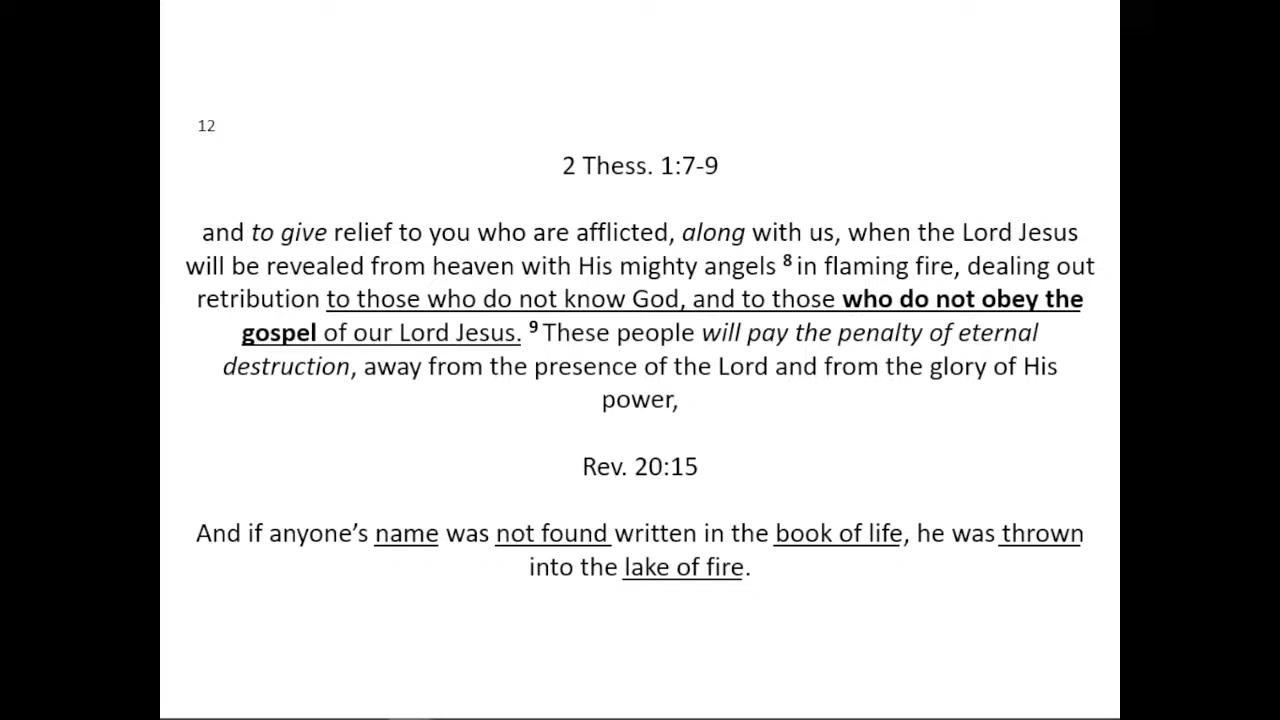 12
2 Thess. 1:7-9
and to give relief to you who are afflicted, along with us, when the Lord Jesus
will be revealed from heaven with His mighty angels 8 in flaming fire, dealing out
retribution to those who do not know God, and to those who do not obey the
gospel of our Lord Jesus. 9 These people will pay the penalty of eternal
destruction, away from the presence of the Lord and from the glory of His
power,
Rev. 20:15
And if anyone’s name was not found written in the book of life, he was thrown
into the lake of fire.